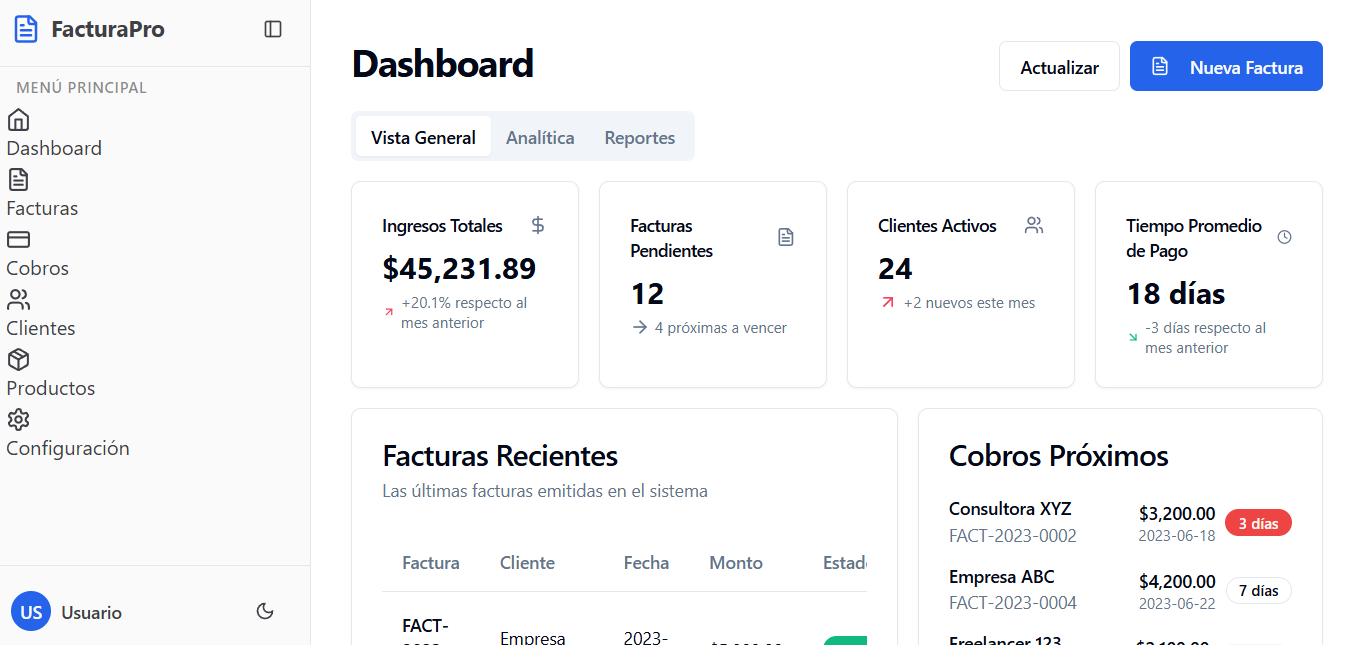 FacturaPro
MENÚ PRINCIPAL
Dashboard
Facturas
Cobros
Clientes
Productos
Configuración
US Usuario
Dashboard
Actualizar
Nueva Factura
Vista General Analítica Reportes
Ingresos Totales
$45,231.89
+20.1% respecto al
mes anterior
Facturas
Pendientes
12
4 próximas a vencer
Clientes Activos
24
+2 nuevos este mes
Tiempo Promedio
de Pago
18 días
-3 días respecto al
mes anterior
Facturas Recientes
Las últimas facturas emitidas en el sistema
Factura Cliente Fecha Monto Estad
FACT-
Empresa 2023-
Cobros Próximos
Consultora XYZ
FACT-2023-0002
$3,200.00
2023-06-18
3 días
Empresa ABC
FACT-2023-0004
$4,200.00
2023-06-22
7 días
Freelancer 123